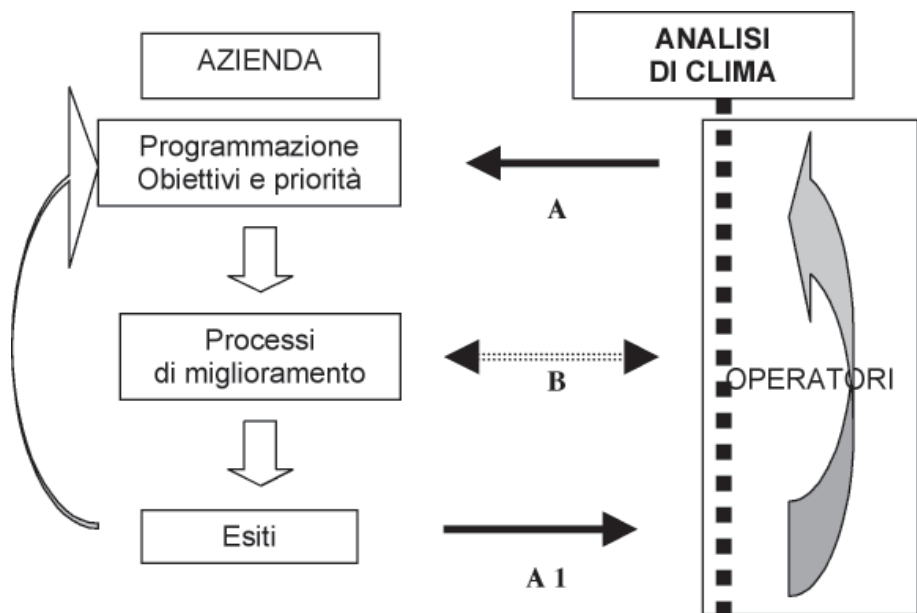 AZIENDA
ANALISI
DI CLIMA
Programmazione
Obiettivi e priorità
A
Processi
di miglioramento
B
OPERATORI
Esiti
A 1